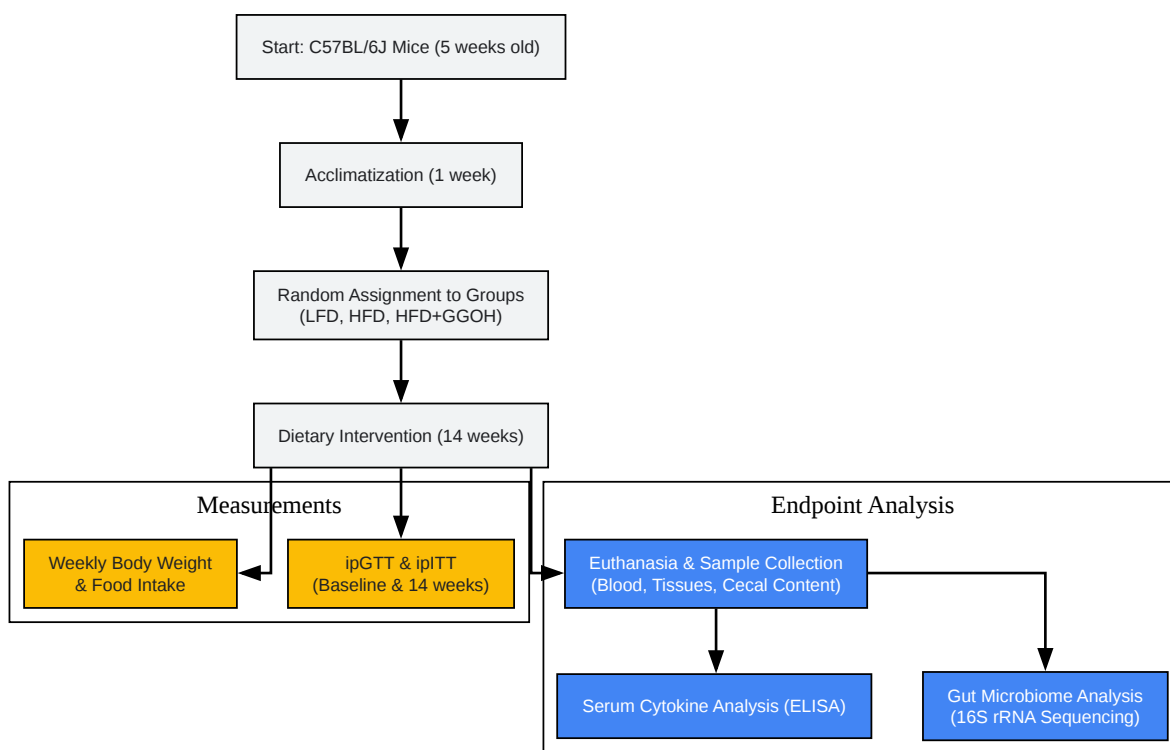 Start: C57BL/6J Mice (5 weeks old)
Acclimatization (1 week)
Random Assignment to Groups
(LFD, HFD, HFD+GGOH)
Dietary Intervention (14 weeks)
Measurements
Weekly Body Weight
& Food Intake
ipGTT & ipITT
(Baseline & 14 weeks)
Endpoint Analysis
Euthanasia & Sample Collection
(Blood, Tissues, Cecal Content)
Serum Cytokine Analysis (ELISA)
Gut Microbiome Analysis
(16S rRNA Sequencing)